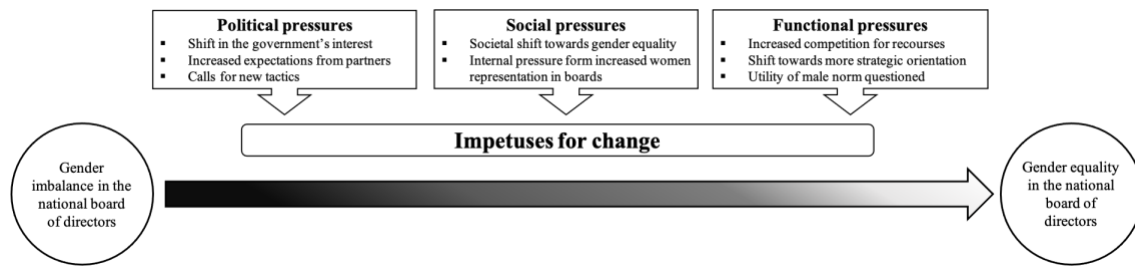 Political pressures
▪ Shift in the government's interest
▪ Increased expectations from partners
▪ Calls for new tactics
Social pressures
▪ Societal shift towards gender equality
▪ Internal pressure form increased women
representation in boards
Functional pressures
▪ Increased competition for recourses
▪ Shift towards more strategic orientation
▪ Utility of male norm questioned
Impetuses for change
Gender
imbalance in the
national board
of directors
Gender equality
in the national
board of
directors